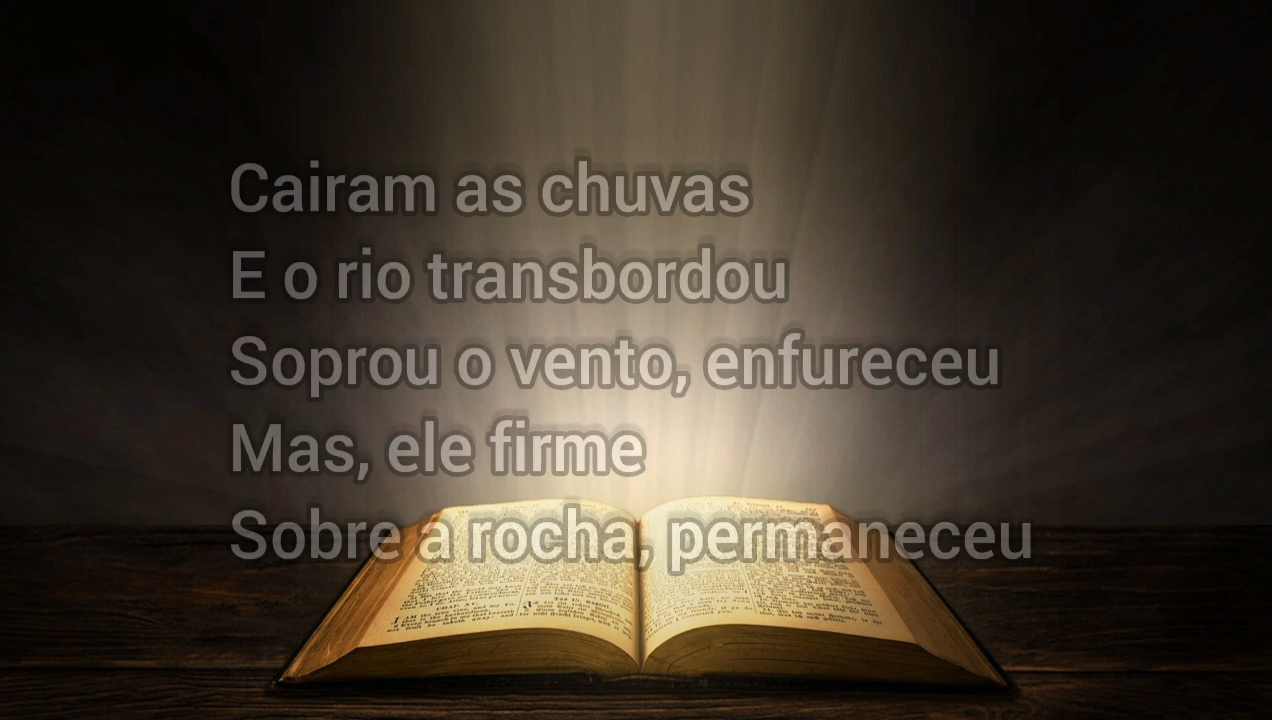 Cairam as chuvas
E o rio transbordou
Soprou o vento, enfureceu
Mas, ele firme
Sobre a rocha, permaneceu